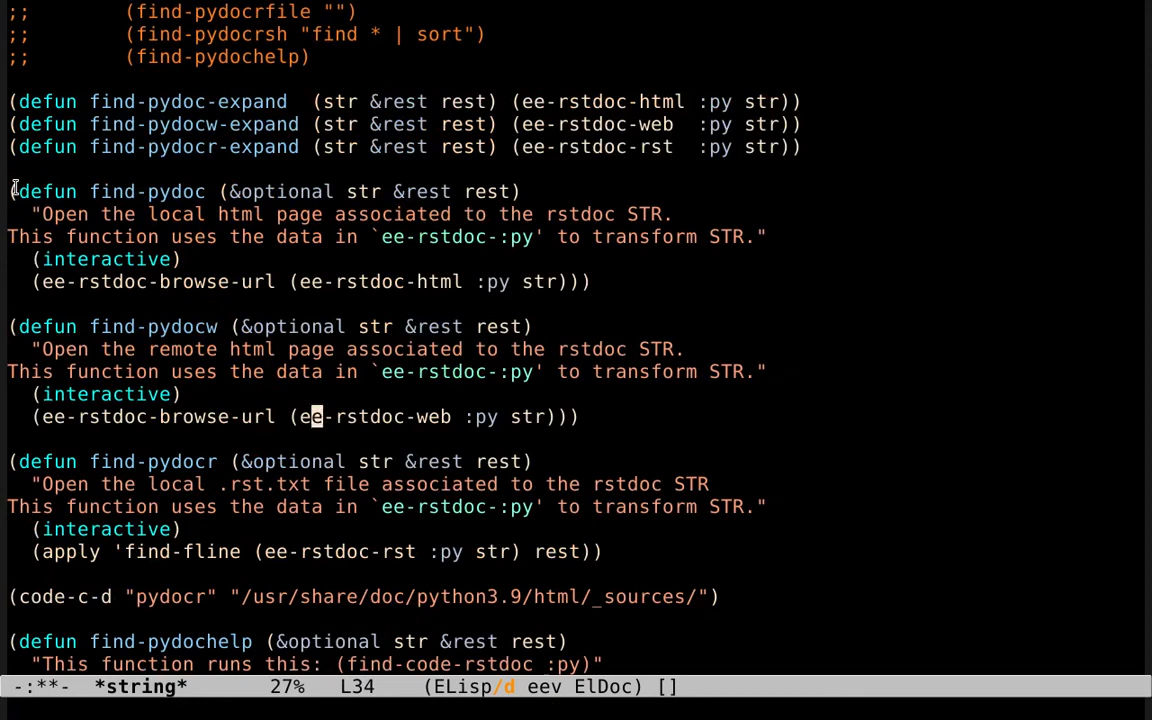 ;;        (find-pydocrfile "")
;;        (find-pydocrsh "find * | sort")
;;        (find-pydochelp)

(defun find-pydoc-expand  (str &rest rest) (ee-rstdoc-html :py str))
(defun find-pydocw-expand (str &rest rest) (ee-rstdoc-web  :py str))
(defun find-pydocr-expand (str &rest rest) (ee-rstdoc-rst  :py str))

(defun find-pydoc (&optional str &rest rest)
  "Open the local html page associated to the rstdoc STR.
This function uses the data in `ee-rstdoc-:py' to transform STR."
  (interactive)
  (ee-rstdoc-browse-url (ee-rstdoc-html :py str)))

(defun find-pydocw (&optional str &rest rest)
  "Open the remote html page associated to the rstdoc STR.
This function uses the data in `ee-rstdoc-:py' to transform STR."
  (interactive)
  (ee-rstdoc-browse-url (ee-rstdoc-web :py str)))

(defun find-pydocr (&optional str &rest rest)
  "Open the local .rst.txt file associated to the rstdoc STR
This function uses the data in `ee-rstdoc-:py' to transform STR."
  (interactive)
  (apply 'find-fline (ee-rstdoc-rst :py str) rest))

(code-c-d "pydocr" "/usr/share/doc/python3.9/html/_sources/")

(defun find-pydochelp (&optional str &rest rest)
  "This function runs this: (find-code-rstdoc :py)"
-:**-  *string*       27%  L34    (ELisp/d eev ElDoc) []